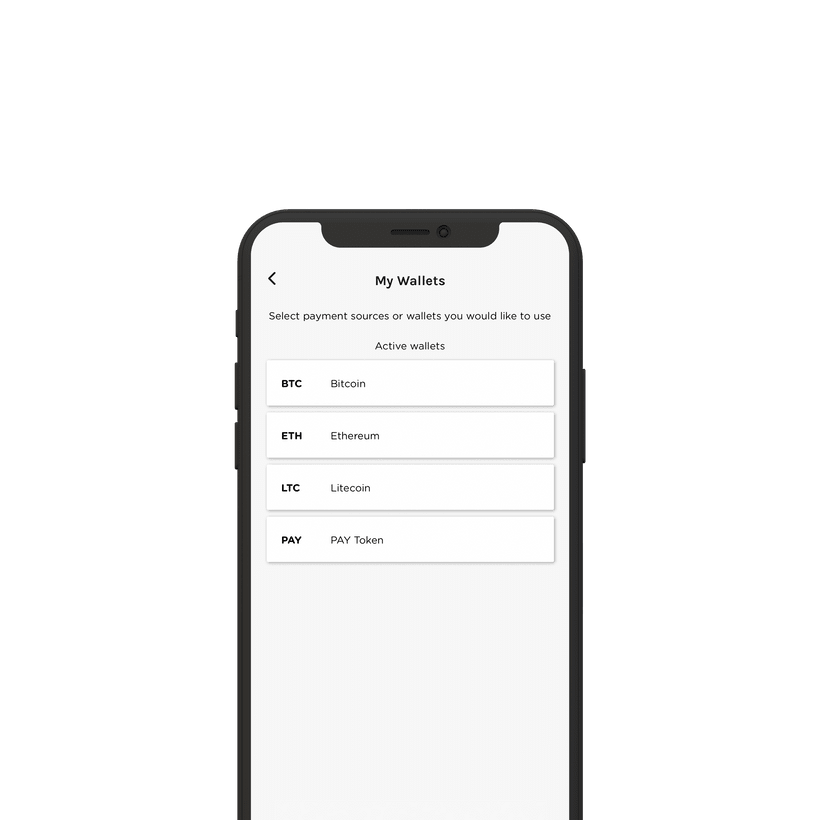 My Wallets
Select payment sources or wallets you would like to use
Active wallets
BTC Bitcoin
ETH Ethereum
LTC Litecoin
PAY PAY Token